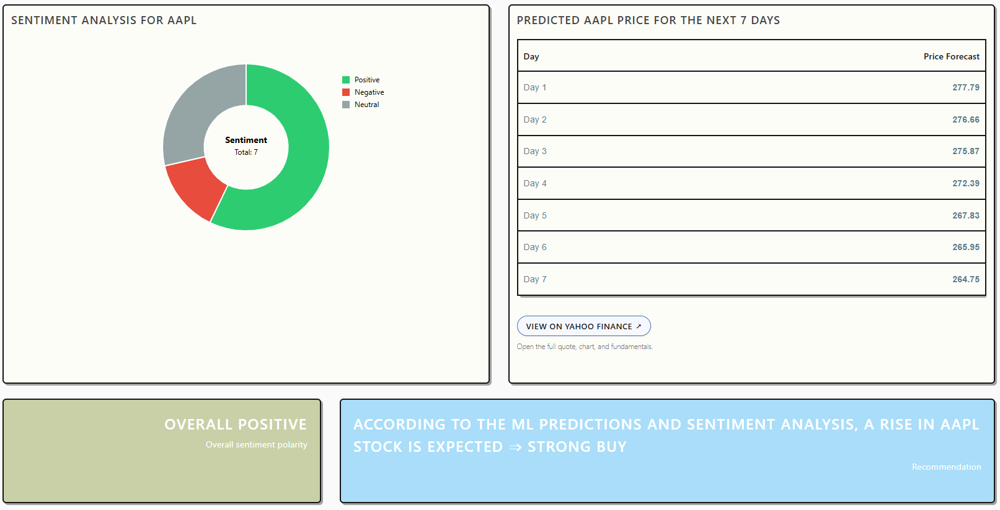 SENTIMENT ANALYSIS FOR AAPL
Positive
Negative
Neutral
Sentiment
Total: 7
PREDICTED AAPL PRICE FOR THE NEXT 7 DAYS
Day Price Forecast
Day 1 277.79
Day 2 276.66
Day 3 275.87
Day 4 272.39
Day 5 267.83
Day 6 265.95
Day 7 264.75
VIEW ON YAHOO FINANCE ↗
Open the full quote, chart, and fundamentals.
OVERALL POSITIVE
Overall sentiment polarity
ACCORDING TO THE ML PREDICTIONS AND SENTIMENT ANALYSIS, A RISE IN AAPL
STOCK IS EXPECTED ⇒ STRONG BUY
Recommendation